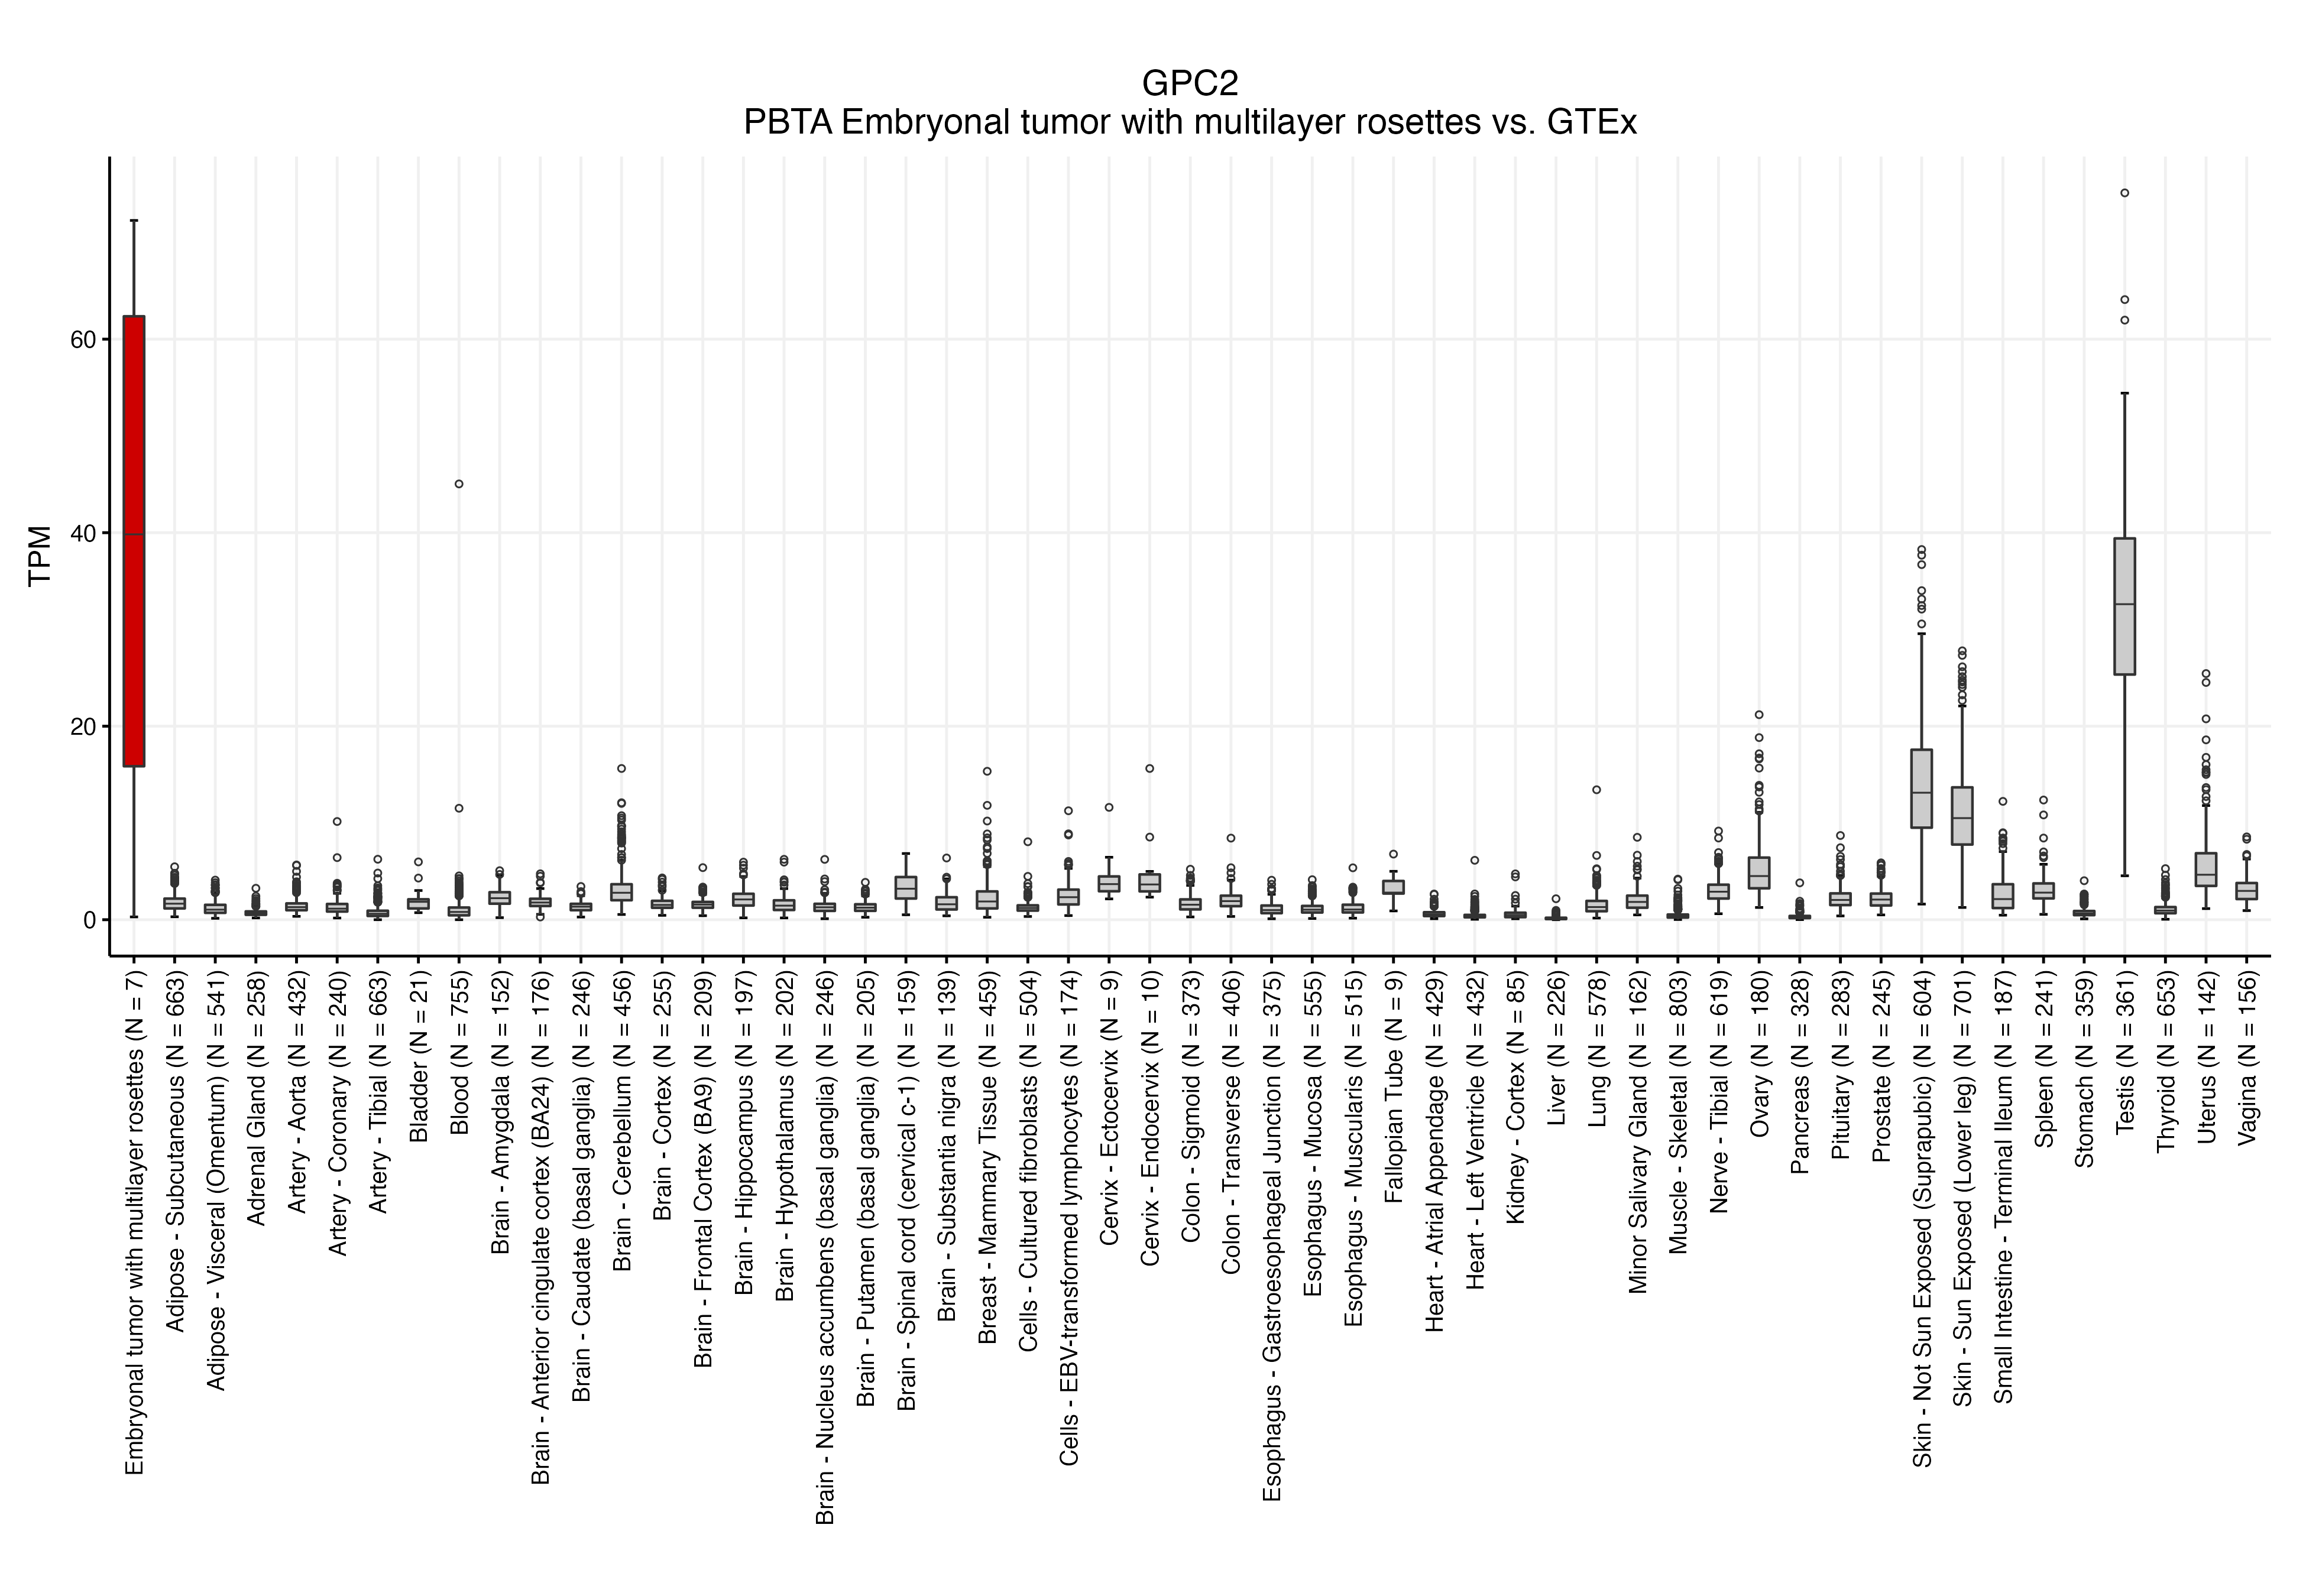 GPC2
PBTA Embryonal tumor with multilayer rosettes vs. GTEx
TPM
60
40
20
0
Embryonal tumor with multilayer rosettes (N = 7)
Adipose - Subcutaneous (N = 663)
Adipose - Visceral (Omentum) (N = 541)
Adrenal Gland (N = 258)
Artery - Aorta (N = 432)
Artery - Coronary (N = 240)
Artery - Tibial (N = 663)
Bladder (N = 21)
Blood (N = 755)
Brain - Amygdala (N = 152)
Brain - Anterior cingulate cortex (BA24) (N = 176)
Brain - Caudate (basal ganglia) (N = 246)
Brain - Cerebellum (N = 456)
Brain - Cortex (N = 255)
Brain - Frontal Cortex (BA9) (N = 209)
Brain - Hippocampus (N = 197)
Brain - Hypothalamus (N = 202)
Brain - Nucleus accumbens (basal ganglia) (N = 246)
Brain - Putamen (basal ganglia) (N = 205)
Brain - Spinal cord (cervical c-1) (N = 159)
Brain - Substantia nigra (N = 139)
Breast - Mammary Tissue (N = 459)
Cells - Cultured fibroblasts (N = 504)
Cells - EBV-transformed lymphocytes (N = 174)
Cervix - Ectocervix (N = 9)
Cervix - Endocervix (N = 10)
Colon - Sigmoid (N = 373)
Colon - Transverse (N = 406)
Esophagus - Gastroesophageal Junction (N = 375)
Esophagus - Mucosa (N = 555)
Esophagus - Muscularis (N = 515)
Fallopian Tube (N = 9)
Heart - Atrial Appendage (N = 429)
Heart - Left Ventricle (N = 432)
Kidney - Cortex (N = 85)
Liver (N = 226)
Lung (N = 578)
Minor Salivary Gland (N = 162)
Muscle - Skeletal (N = 803)
Nerve - Tibial (N = 619)
Ovary (N = 180)
Pancreas (N = 328)
Pituitary (N = 283)
Prostate (N = 245)
Skin - Not Sun Exposed (Suprapubic) (N = 604)
Skin - Sun Exposed (Lower leg) (N = 701)
Small Intestine - Terminal Ileum (N = 187)
Spleen (N = 241)
Stomach (N = 359)
Testis (N = 361)
Thyroid (N = 653)
Uterus (N = 142)
Vagina (N = 156)